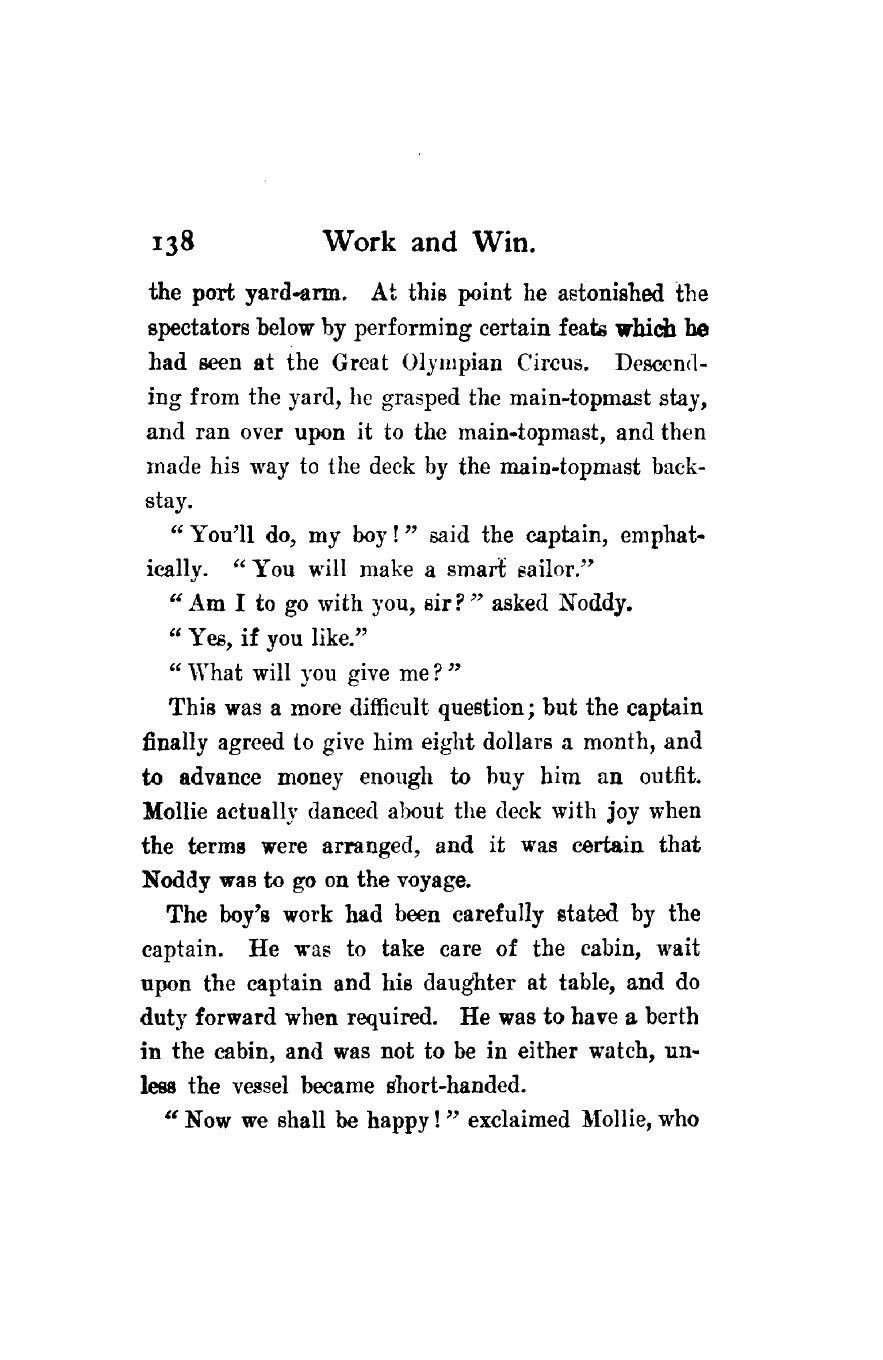 138 Work and Win.
the port yard-arm. At this point he astonished the
spectators below by performing certain feats which he
had seen at the Great Olympian Circus. Descend-
ing from the yard, he grasped the main-topmast stay,
and ran over upon it to the main-topmast, and then
made his way to the deck by the main-topmast back-
stay.
“You’ll do, my boy!” said the captain, emphat-
ically. “You will make a smart sailor.”
“Am I to go with you, sir?” asked Noddy.
“Yes, if you like.”
“What will you give me?”
This was a more difficult question; but the captain
finally agreed to give him eight dollars a month, and
to advance money enough to buy him an outfit.
Mollie actually danced about the deck with joy when
the terms were arranged, and it was certain that
Noddy was to go on the voyage.
The boy’s work had been carefully stated by the
captain. He was to take care of the cabin, wait
upon the captain and his daughter at table, and do
duty forward when required. He was to have a berth
in the cabin, and was not to be in either watch, un-
less the vessel became short-handed.
“Now we shall be happy!” exclaimed Mollie, who